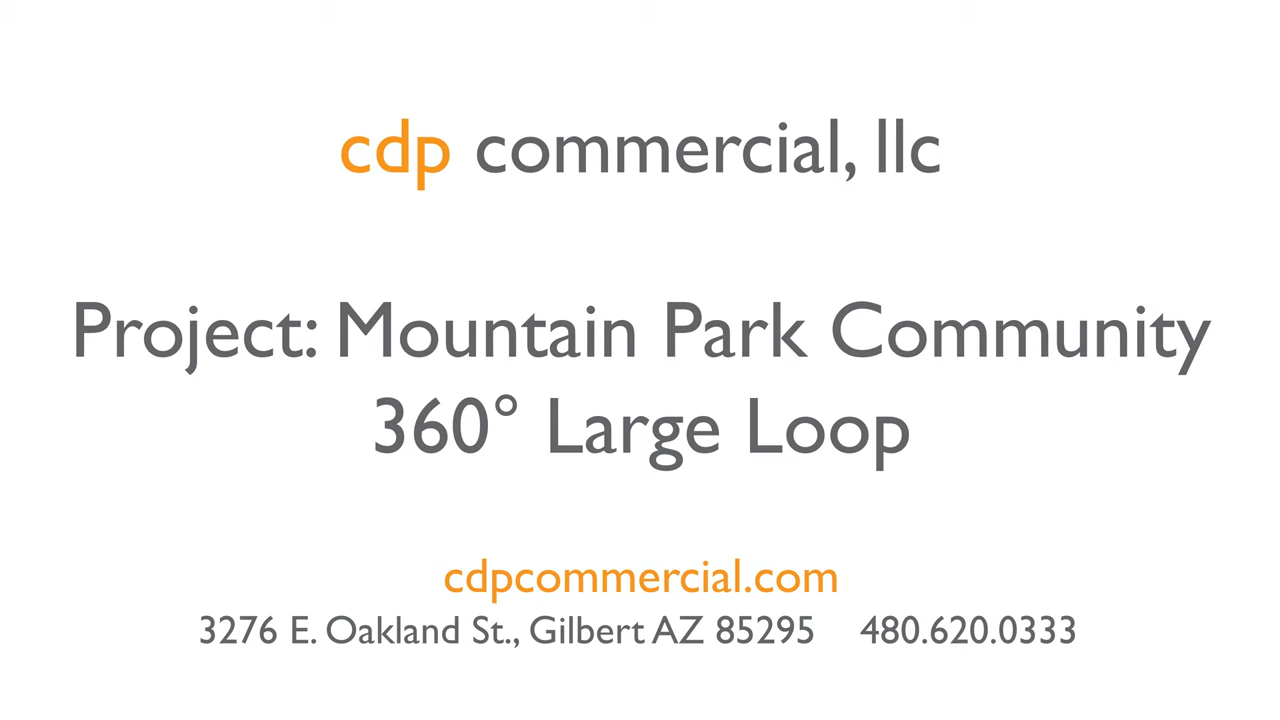 cdp commercial, llc
Project: Mountain Park Community
360° Large Loop
cdpcommercial.com
3276 E. Oakland St., Gilbert AZ 85295 480.620.0333